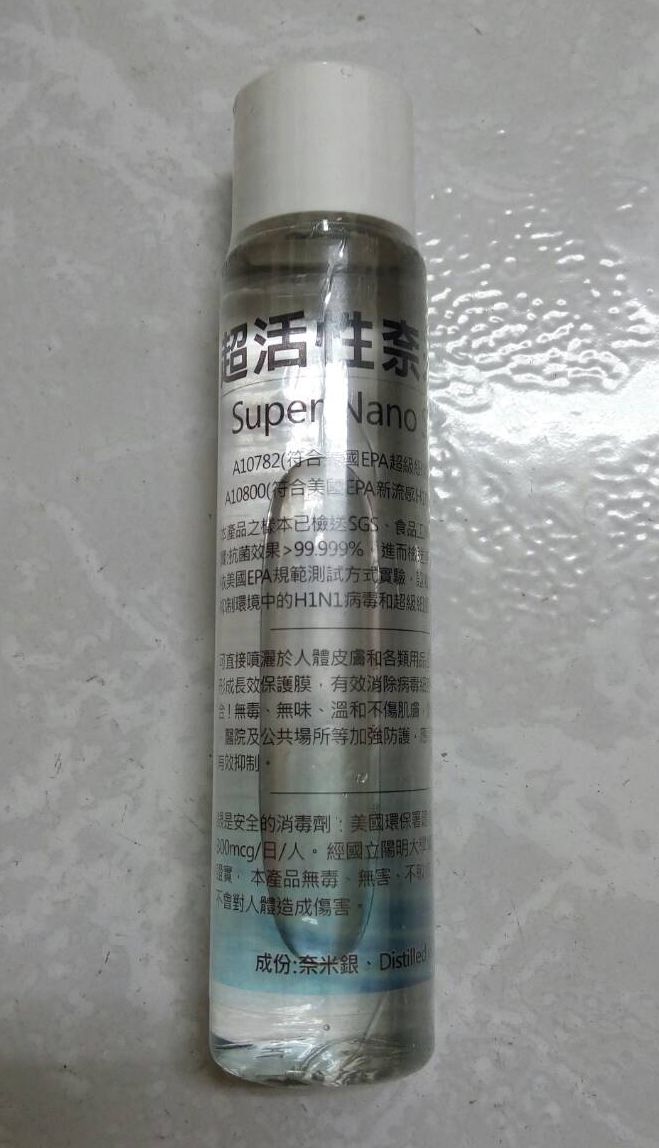 超活性奈
Super Nano
A10782(符合美國EPA超級細
A10800(符合美國EPA新流感H1
本產品之樣本已檢送SGS、食品工
抗菌效果>99.999%，進而檢
依美國EPA規範測試方式實驗，
抑制環境中的H1N1病毒和超級細
可直接噴灑於人體皮膚和各類用品
形成長效保護膜，有效消除病毒細
合！無毒、無味、溫和不傷肌膚，
醫院及公共場所等加強防護，
有效抑制。
銀是安全的消毒劑：美國環保署
300mcg/日/人。經國立陽明大學
證實，本產品無毒、無害、不
不會對人體造成傷害。
成份:奈米銀、Distilled